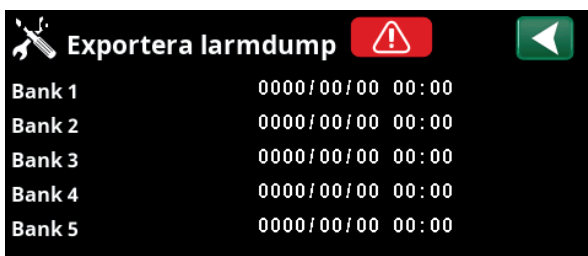 Exportera larmdump
Bank 1 0000/00/00 00:00
Bank 2 0000/00/00 00:00
Bank 3 0000/00/00 00:00
Bank 4 0000/00/00 00:00
Bank 5 0000/00/00 00:00